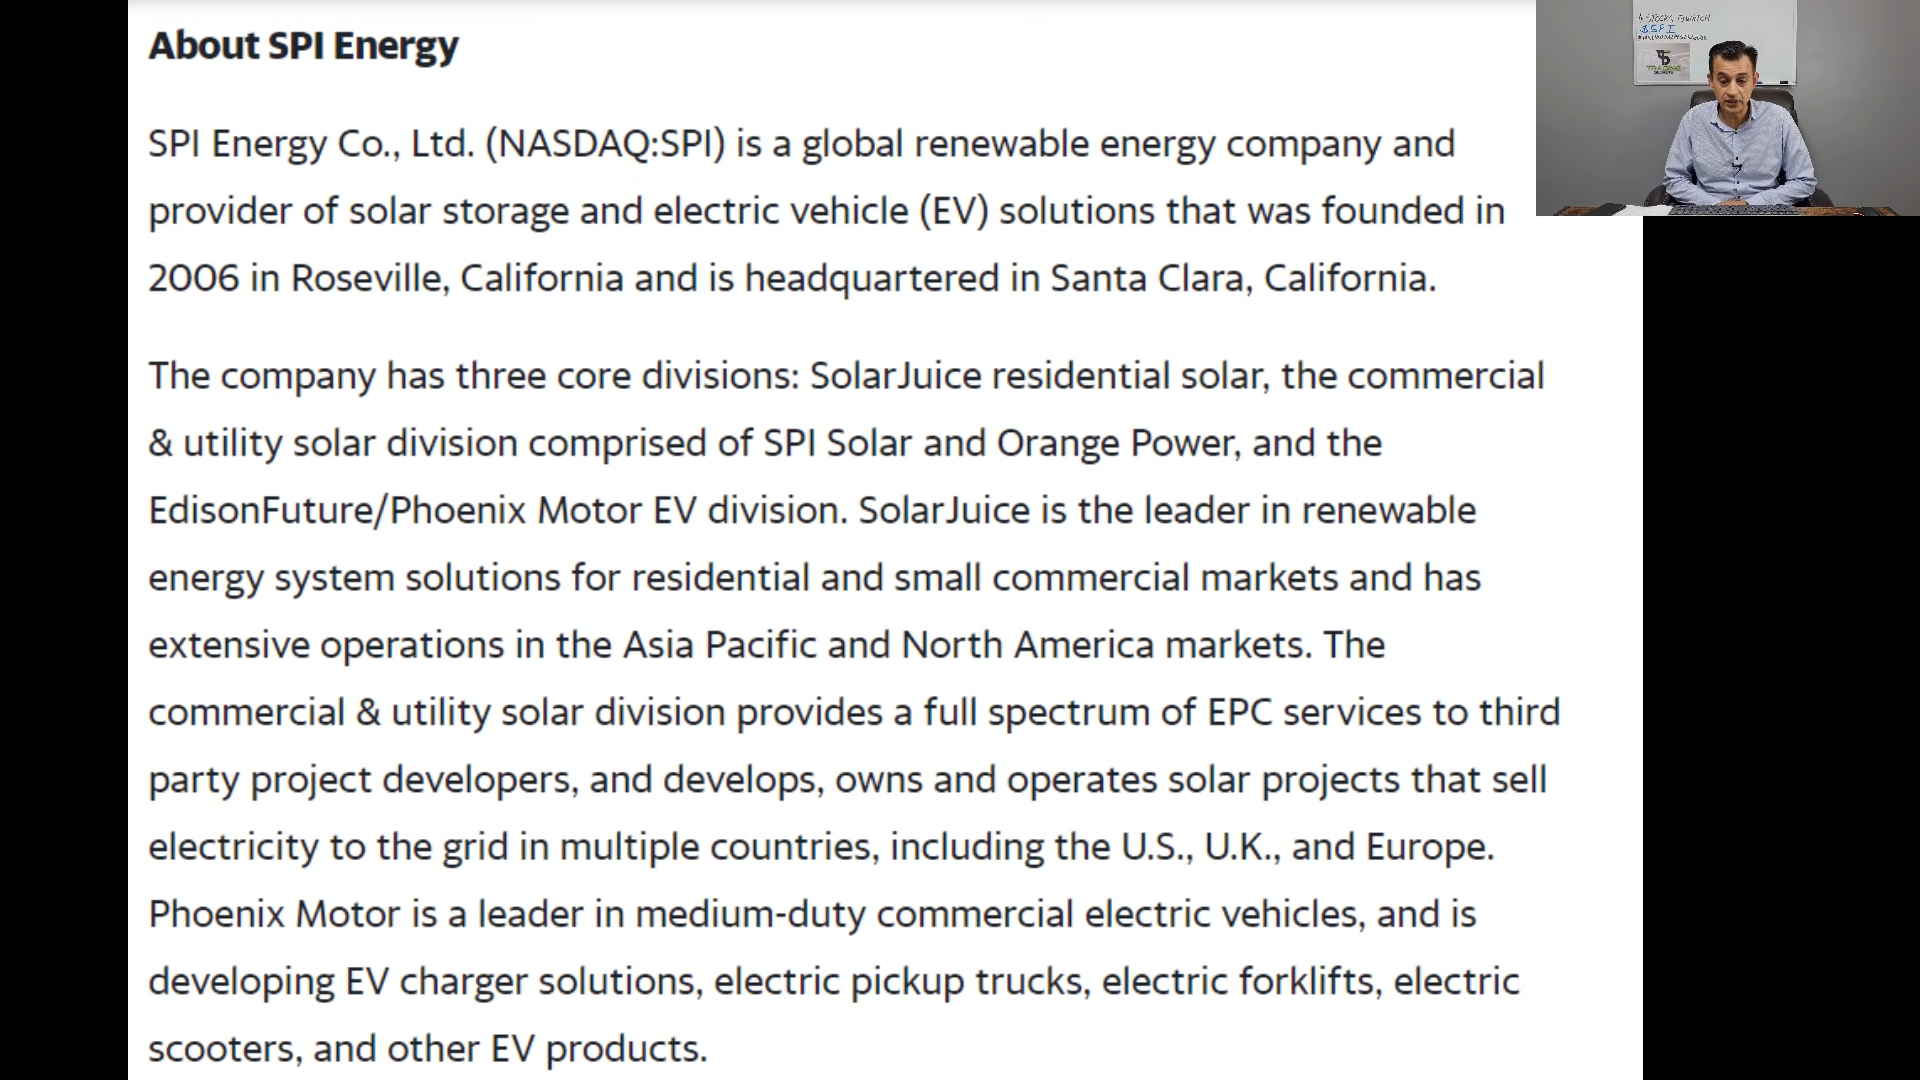 About SPI Energy
SPI Energy Co., Ltd. (NASDAQ:SPI) is a global renewable energy company and
provider of solar storage and electric vehicle (EV) solutions that was founded in
2006 in Roseville, California and is headquartered in Santa Clara, California.
The company has three core divisions: SolarJuice residential solar, the commercial
& utility solar division comprised of SPI Solar and Orange Power, and the
EdisonFuture/Phoenix Motor EV division. SolarJuice is the leader in renewable
energy system solutions for residential and small commercial markets and has
extensive operations in the Asia Pacific and North America markets. The
commercial & utility solar division provides a full spectrum of EPC services to third
party project developers, and develops, owns and operates solar projects that sell
electricity to the grid in multiple countries, including the U.S., U.K., and Europe.
Phoenix Motor is a leader in medium-duty commercial electric vehicles, and is
developing EV charger solutions, electric pickup trucks, electric forklifts, electric
scooters, and other EV products.
$SPI
TRADING